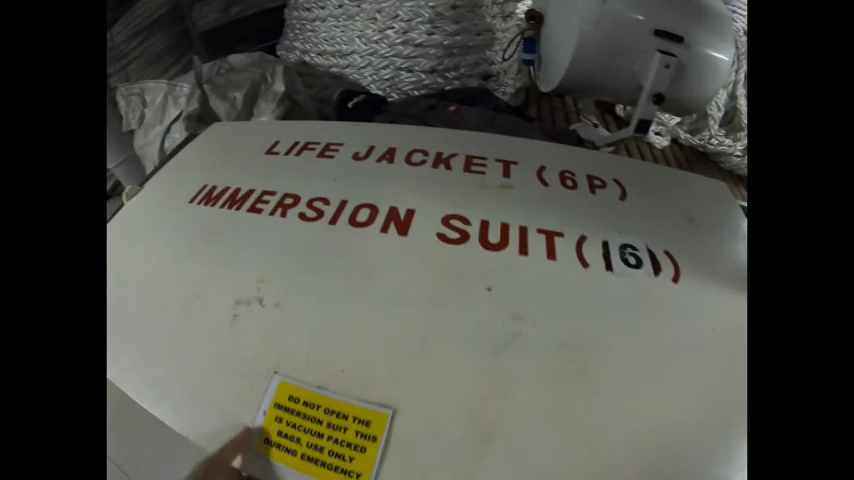 LIFE JACKET (6P)
IMMERSION SUIT (6)
DO NOT OPEN THE
IMMERSION SUIT THIS
IS VACUUM PACKED
BAGS, USE ONLY
DURING EMERGENCY